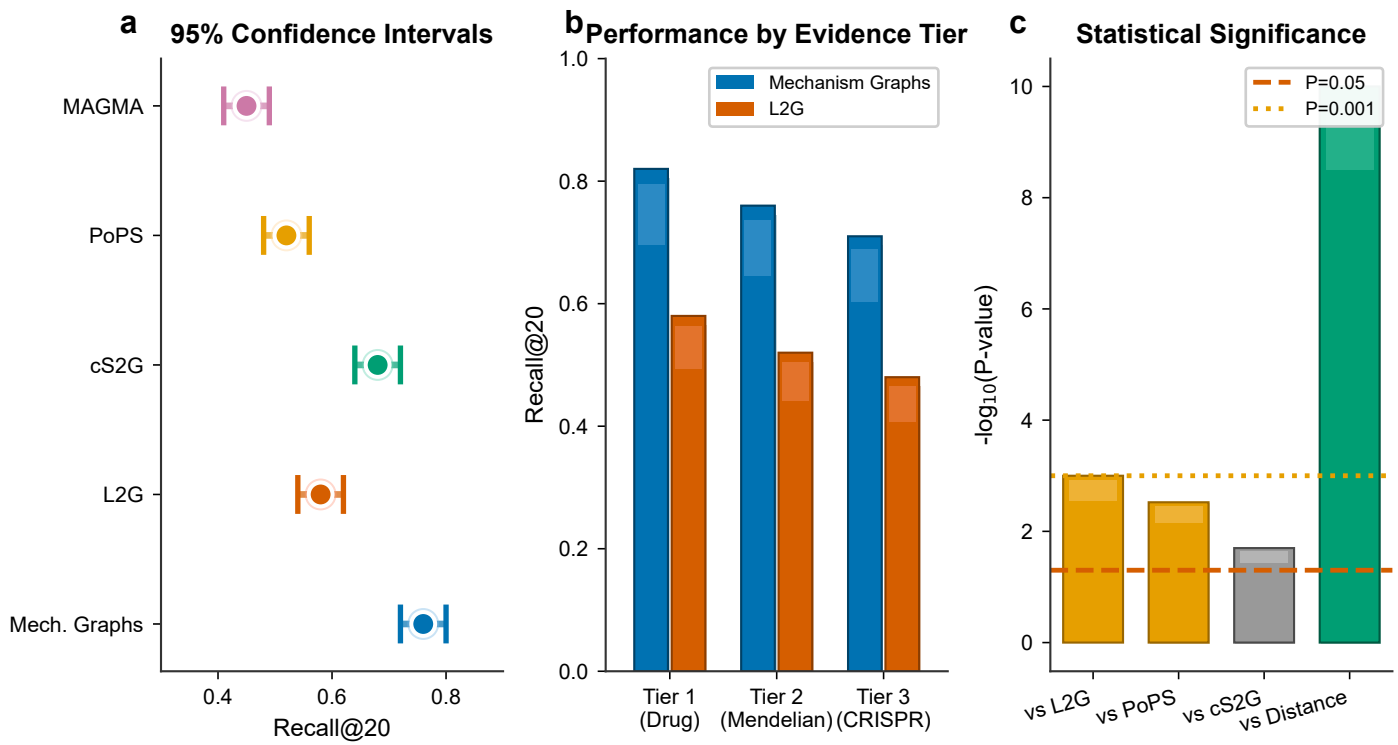 a
95% Confidence Intervals
MAGMA
PoPS
cS2G
L2G
Mech. Graphs
0.4
0.6
0.8
Recall@20
b
Performance by Evidence Tier
Mechanism Graphs
L2G
1.0
0.8
0.6
0.4
0.2
0.0
Recall@20
Tier 1
(Drug)
Tier 2
(Mendelian)
Tier 3
(CRISPR)
c
Statistical Significance
P=0.05
P=0.001
10
8
6
4
2
0
-log₁₀(P-value)
vs L2G
vs PoPS
vs cS2G
vs Distance